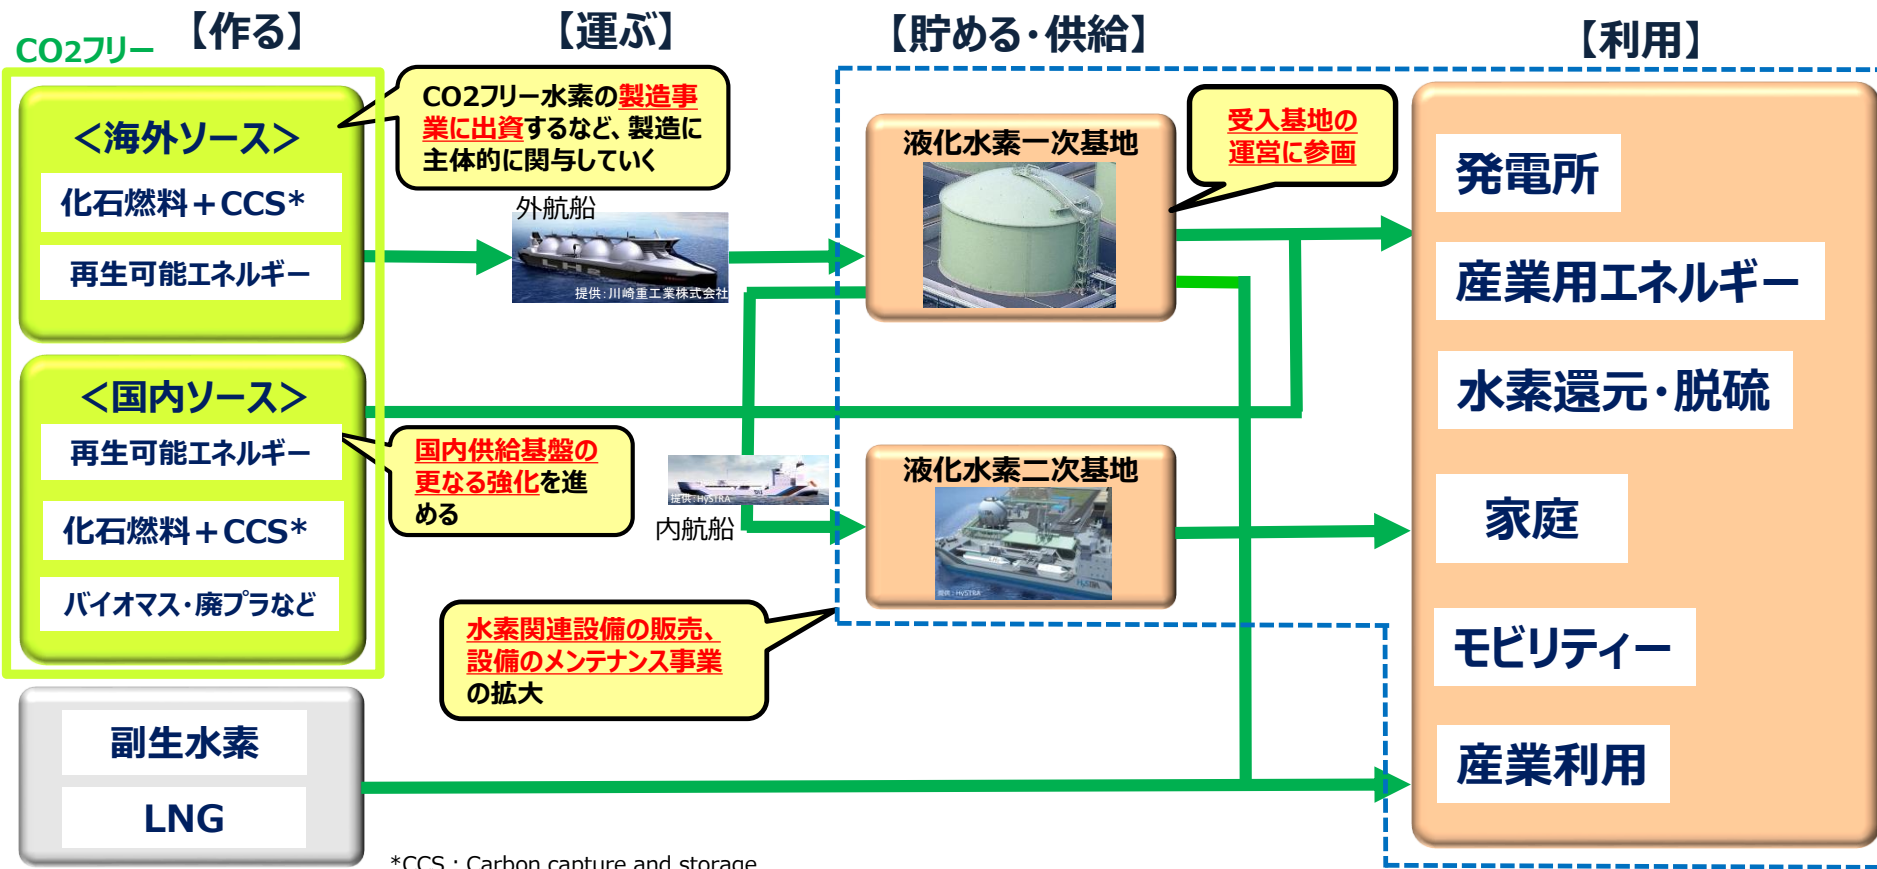 【作る】
【運ぶ】
【貯める・供給】
【利用】
CO2フリー
＜海外ソース＞
化石燃料＋CCS*
再生可能エネルギー
CO2フリー水素の製造事
業に出資するなど、製造に
主体的に関与していく
外航船
提供：川崎重工業株式会社
液化水素一次基地
受入基地の
運営に参画
＜国内ソース＞
再生可能エネルギー
化石燃料＋CCS*
バイオマス・廃プラなど
国内供給基盤の
更なる強化を進
める
提供：HySTRA
内航船
液化水素二次基地
提供：HySTRA
水素関連設備の販売、
設備のメンテナンス事業
の拡大
副生水素
LNG
発電所
産業用エネルギー
水素還元・脱硫
家庭
モビリティー
産業利用
*CCS：Carbon capture and storage